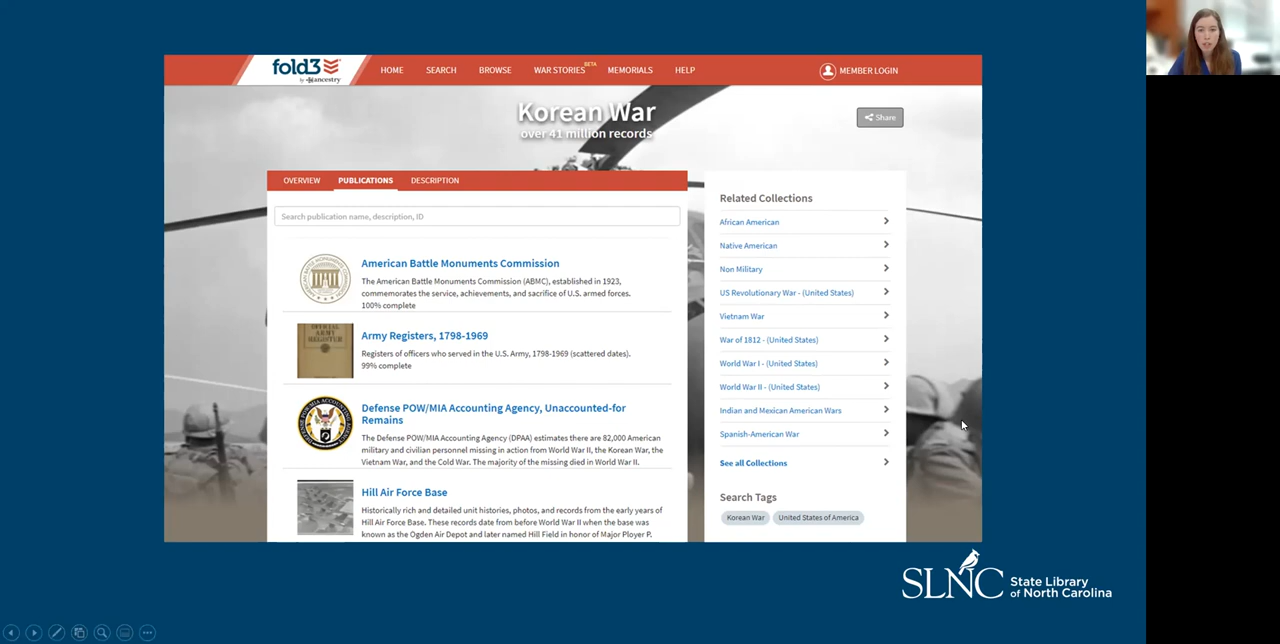 fold3
by ancestry
HOME SEARCH BROWSE WAR STORIES BETA MEMORIALS HELP MEMBER LOGIN
Korean War
over 41 million records
Share
OVERVIEW PUBLICATIONS DESCRIPTION
Search publication name, description, ID
American Battle Monuments Commission
The American Battle Monuments Commission (ABMC), established in 1923,
commemorates the service, achievements, and sacrifice of U.S. armed forces.
100% complete
OFFICIAL
ARMY
REGISTER
Army Registers, 1798-1969
Registers of officers who served in the U.S. Army, 1798-1969 (scattered dates).
99% complete
Defense POW/MIA Accounting Agency, Unaccounted-for
Remains
The Defense POW/MIA Accounting Agency (DPAA) estimates there are 82,000 American
military and civilian personnel missing in action from World War II, the Korean War, the
Vietnam War, and the Cold War. The majority of the missing died in World War II.
Hill Air Force Base
Historically rich and detailed unit histories, photos, and records from the early years of
Hill Air Force Base. These records date from before World War II when the base was
known as the Ogden Air Depot and later named Hill Field in honor of Major Ployer P.
Related Collections
African American
Native American
Non Military
US Revolutionary War - (United States)
Vietnam War
War of 1812 - (United States)
World War I - (United States)
World War II - (United States)
Indian and Mexican American Wars
Spanish-American War
See all Collections
Search Tags
Korean War United States of America
SLNC State Library
of North Carolina